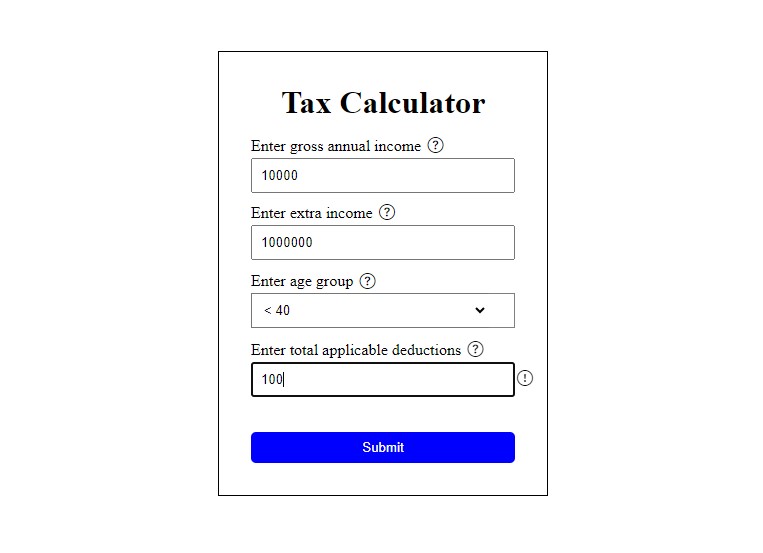 Tax Calculator
Enter gross annual income ?
10000
Enter extra income ?
1000000
Enter age group ?
< 40
Enter total applicable deductions ?
100 !
Submit